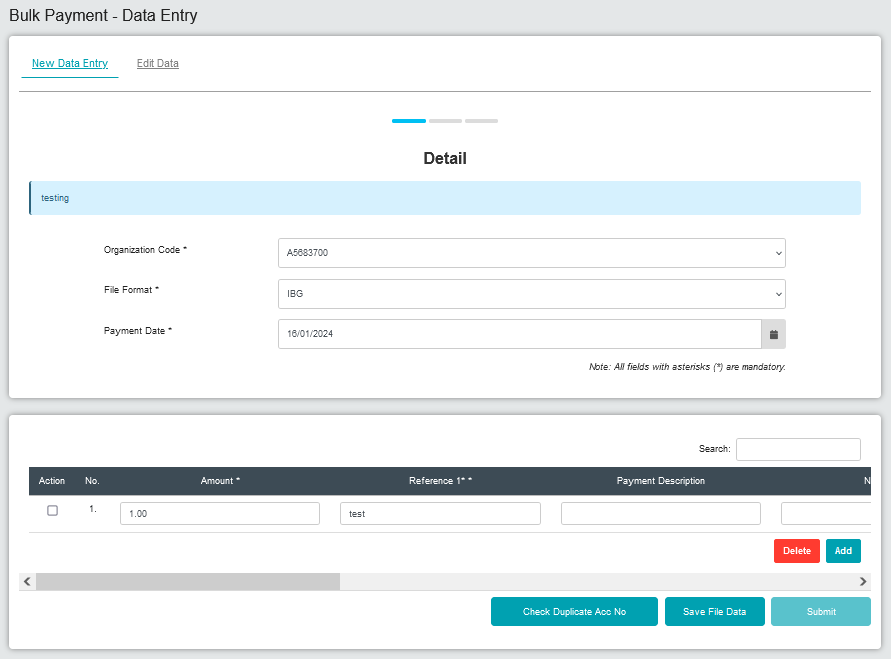 Bulk Payment - Data Entry
New Data Entry Edit Data
Detail
testing
Organization Code * A5683700
File Format * IBG
Payment Date * 16/01/2024
Note: All fields with asterisks (*) are mandatory.
Search:
Action No. Amount * Reference 1* * Payment Description N
1. 1.00 test
Delete Add
Check Duplicate Acc No Save File Data Submit